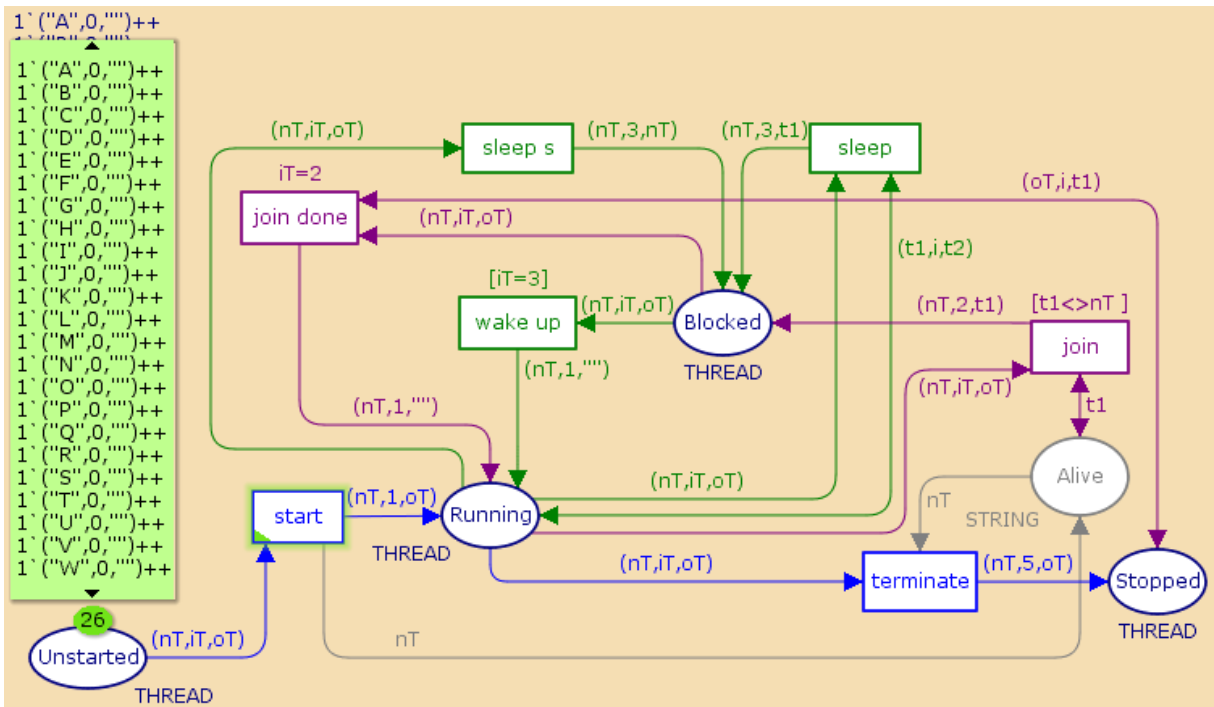 1`("A",0,"")++
1`("A",0,"")++
1`("B",0,"")++
1`("C",0,"")++
1`("D",0,"")++
1`("E",0,"")++
1`("F",0,"")++
1`("G",0,"")++
1`("H",0,"")++
1`("I",0,"")++
1`("J",0,"")++
1`("K",0,"")++
1`("L",0,"")++
1`("M",0,"")++
1`("N",0,"")++
1`("O",0,"")++
1`("P",0,"")++
1`("Q",0,"")++
1`("R",0,"")++
1`("S",0,"")++
1`("T",0,"")++
1`("U",0,"")++
1`("V",0,"")++
1`("W",0,"")++
26
Unstarted
THREAD
(nT,iT,oT)
(nT,iT,oT)
sleep s
(nT,3,nT)
(nT,3,t1)
sleep
iT=2
join done
(nT,iT,oT)
(oT,i,t1)
(t1,i,t2)
[iT=3]
wake up
(nT,iT,oT)
Blocked
THREAD
(nT,2,t1)
[t1<>nT ]
join
(nT,1,"")
(nT,iT,oT)
t1
(nT,1,"")
(nT,iT,oT)
Alive
STRING
nT
start
(nT,1,oT)
Running
THREAD
(nT,iT,oT)
terminate
(nT,5,oT)
Stopped
THREAD
nT